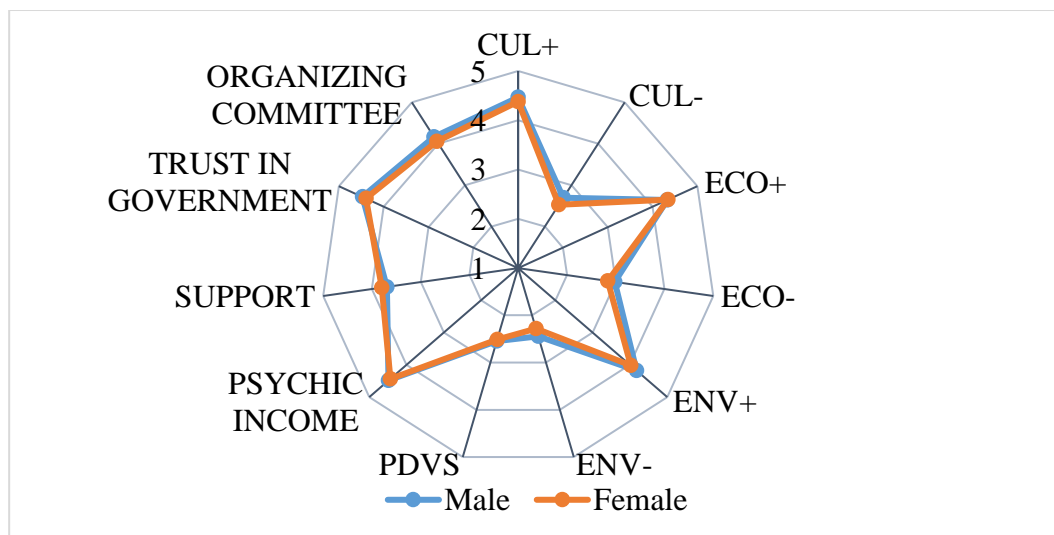 CUL+
ORGANIZING
COMMITTEE
5
CUL-
4
TRUST IN
GOVERNMENT
3
ECO+
2
1
SUPPORT
ECO-
PSYCHIC
INCOME
ENV+
PDVS
ENV-
Male
Female